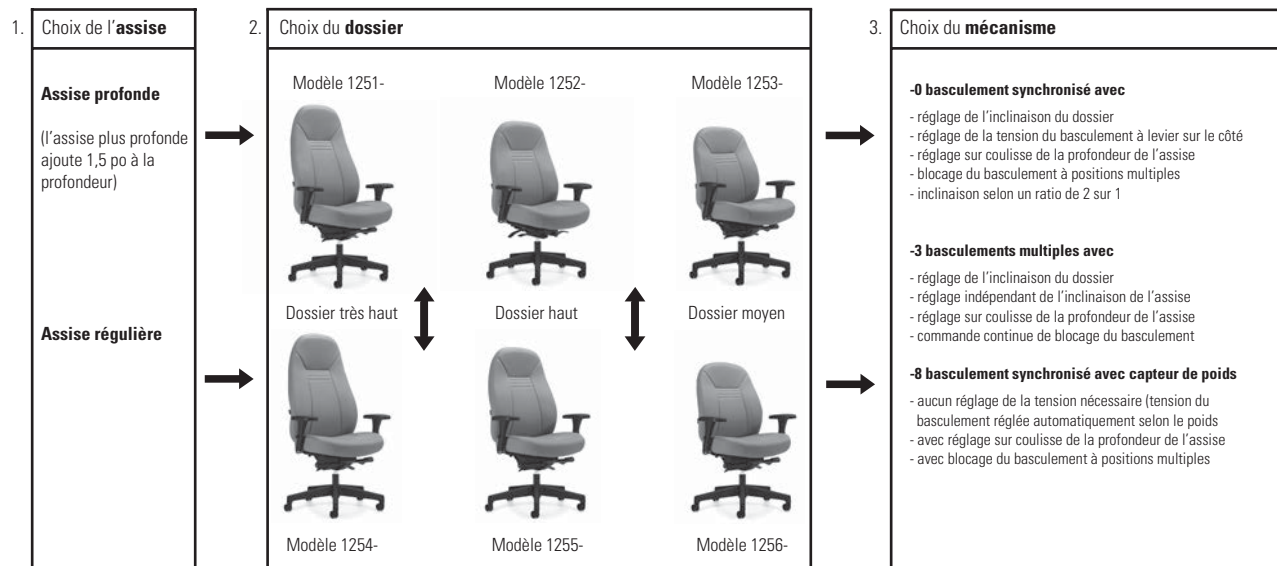 1.
Choix de l'assise
Assise profonde
(l'assise plus profonde
ajoute 1,5 po à la
profondeur)
Assise régulière
2.
Choix du dossier
Modèle 1251-
Modèle 1252-
Modèle 1253-
Dossier très haut
Dossier haut
Dossier moyen
Modèle 1254-
Modèle 1255-
Modèle 1256-
3.
Choix du mécanisme
-0 basculement synchronisé avec
- réglage de l'inclinaison du dossier
- réglage de la tension du basculement à levier sur le côté
- réglage sur coulisse de la profondeur de l'assise
- blocage du basculement à positions multiples
- inclinaison selon un ratio de 2 sur 1
-3 basculements multiples avec
- réglage de l'inclinaison du dossier
- réglage indépendant de l'inclinaison de l'assise
- réglage sur coulisse de la profondeur de l'assise
- commande continue de blocage du basculement
-8 basculement synchronisé avec capteur de poids
- aucun réglage de la tension nécessaire (tension du
basculement réglée automatiquement selon le poids
- avec réglage sur coulisse de la profondeur de l'assise
- avec blocage du basculement à positions multiples